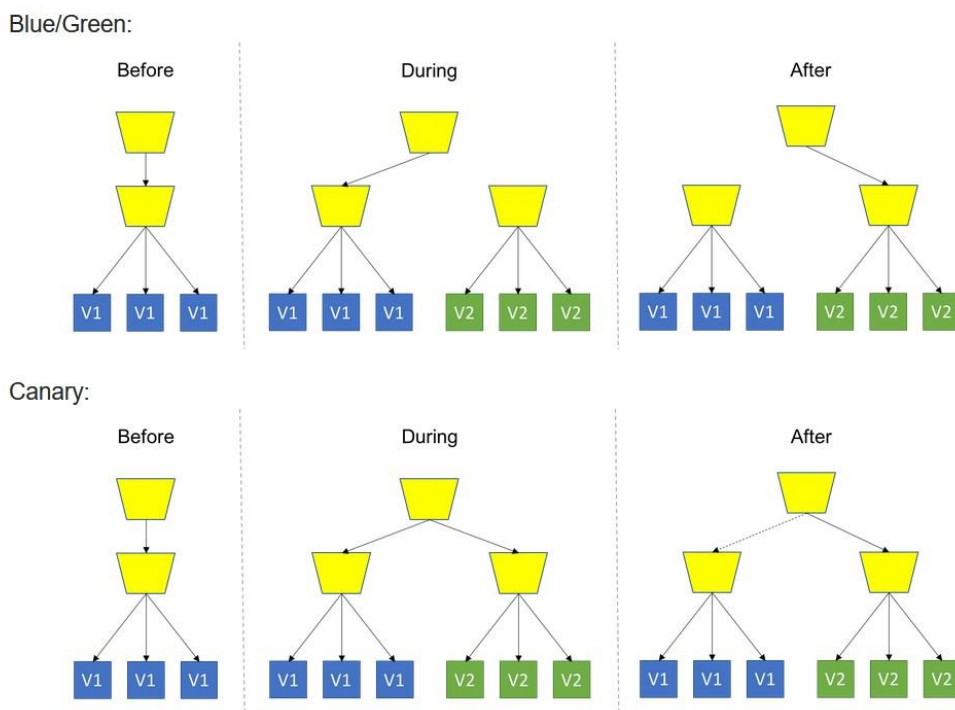 Blue/Green:
Before During After
V1 V1 V1 V1 V1 V1 V2 V2 V2 V1 V1 V1 V2 V2 V2
Canary:
Before During After
V1 V1 V1 V1 V1 V1 V2 V2 V2 V1 V1 V1 V2 V2 V2